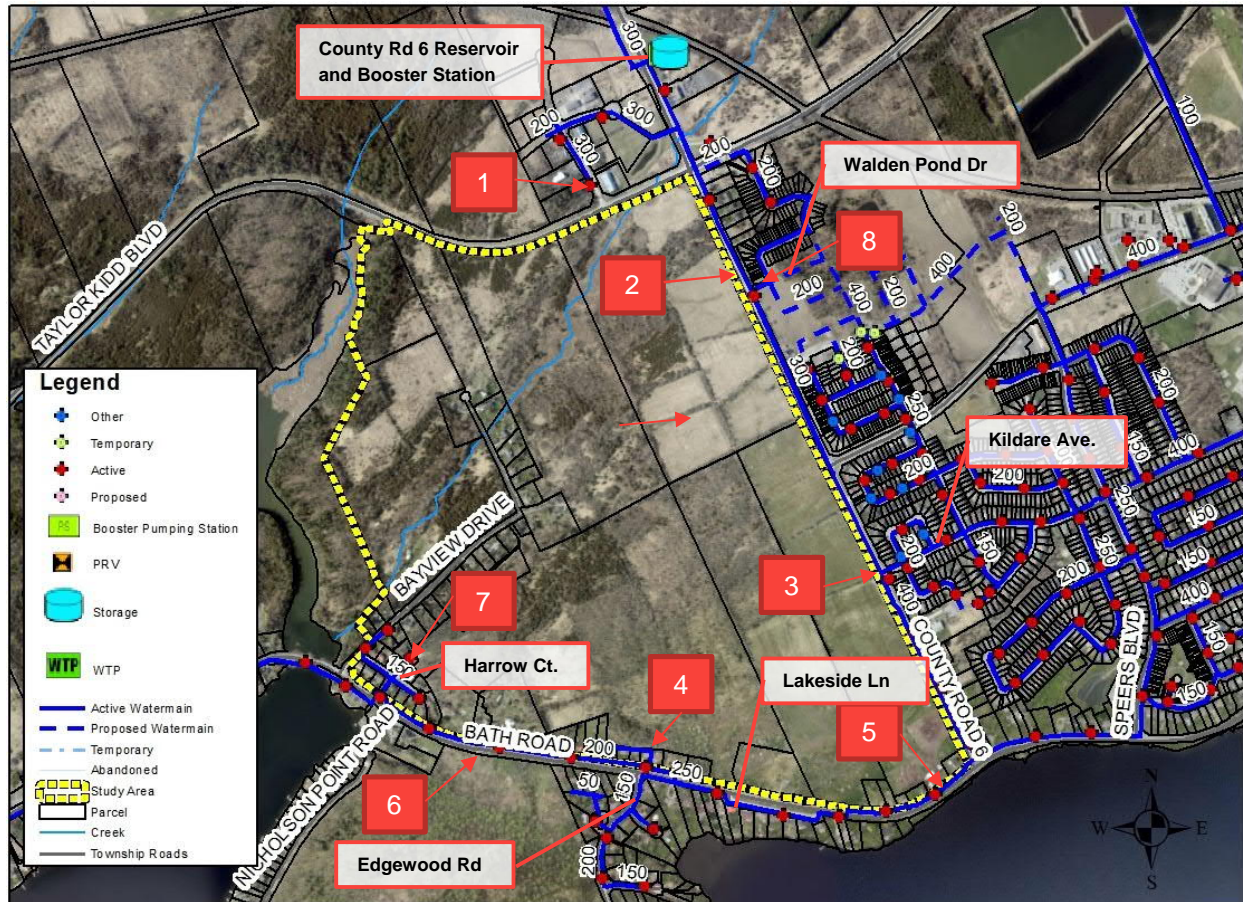 County Rd 6 Reservoir
and Booster Station
300
200
300
300
1
200
200
Walden Pond Dr
100
TAYLOR KIDD BLVD
2
8
200
400
200
400
200
400
300
200
250
Legend
Other
Temporary
Active
Proposed
PS
Booster Pumping Station
PRV
Storage
WTP
WTP
Active Watermain
Proposed Watermain
Temporary
Abandoned
Study Area
Parcel
Creek
Township Roads
Kildare Ave.
200
200
150
400
250
150
150
200
150
250
200
400
150
150
3
400
COUNTY ROAD 6
SPEERS BLVD
BAYVIEW DRIVE
7
150
Harrow Ct.
4
Lakeside Ln
5
NICHOLSON POINT ROAD
BATH ROAD
200
250
6
50
150
Edgewood Rd
200
150
N
W
E
S